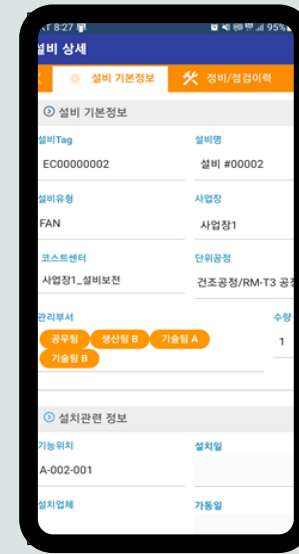 8:27 95%
설비 상세
설비 기본정보 정비/점검이력
설비 기본정보
설비Tag 설비명
EC00000002 설비 #00002
설비유형 사업장
FAN 사업장1
코스트센터 단위공정
사업장1_설비보전 건조공정/RM-T3 공정
관리부서 수량
공무팀 생산팀 B 기술팀 A 1
기술팀 B
설치관련 정보
기능위치 설치일
A-002-001
설치업체 가동일